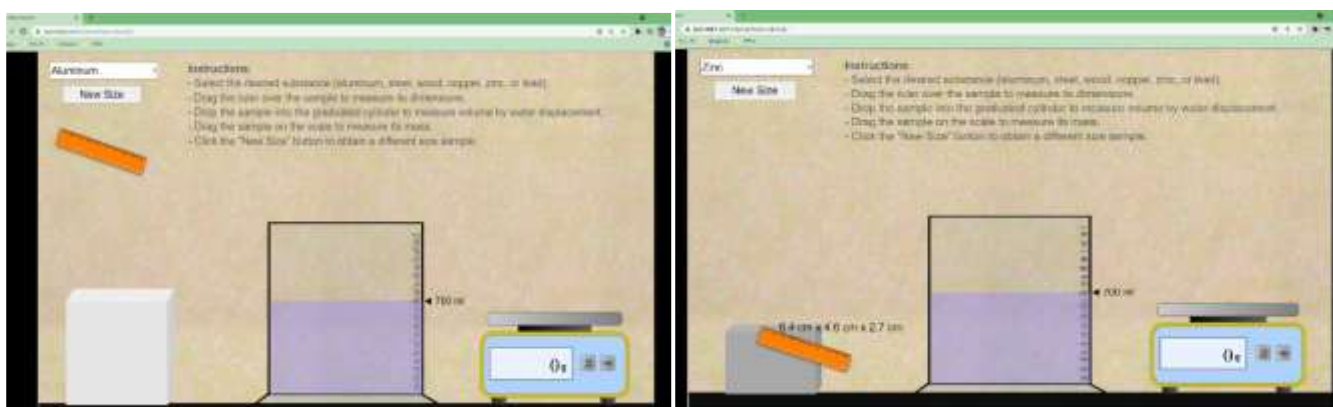 Aluminum
New Size
Instructions:
- Select the desired substance (aluminum, steel, wood, copper, zinc, or lead).
- Drag the ruler over the sample to measure its dimensions.
- Drag the sample into the graduated cylinder to measure volume by water displacement.
- Drag the sample on the scale to measure its mass.
- Click the "New Size" button to obtain a different size sample.
700 ml
0g
Zinc
New Size
Instructions:
- Select the desired substance (aluminum, steel, wood, copper, zinc, or lead).
- Drag the ruler over the sample to measure its dimensions.
- Drag the sample into the graduated cylinder to measure volume by water displacement.
- Drag the sample on the scale to measure its mass.
- Click the "New Size" button to obtain a different size sample.
6.4 cm x 4.6 cm x 2.7 cm
700 ml
0g